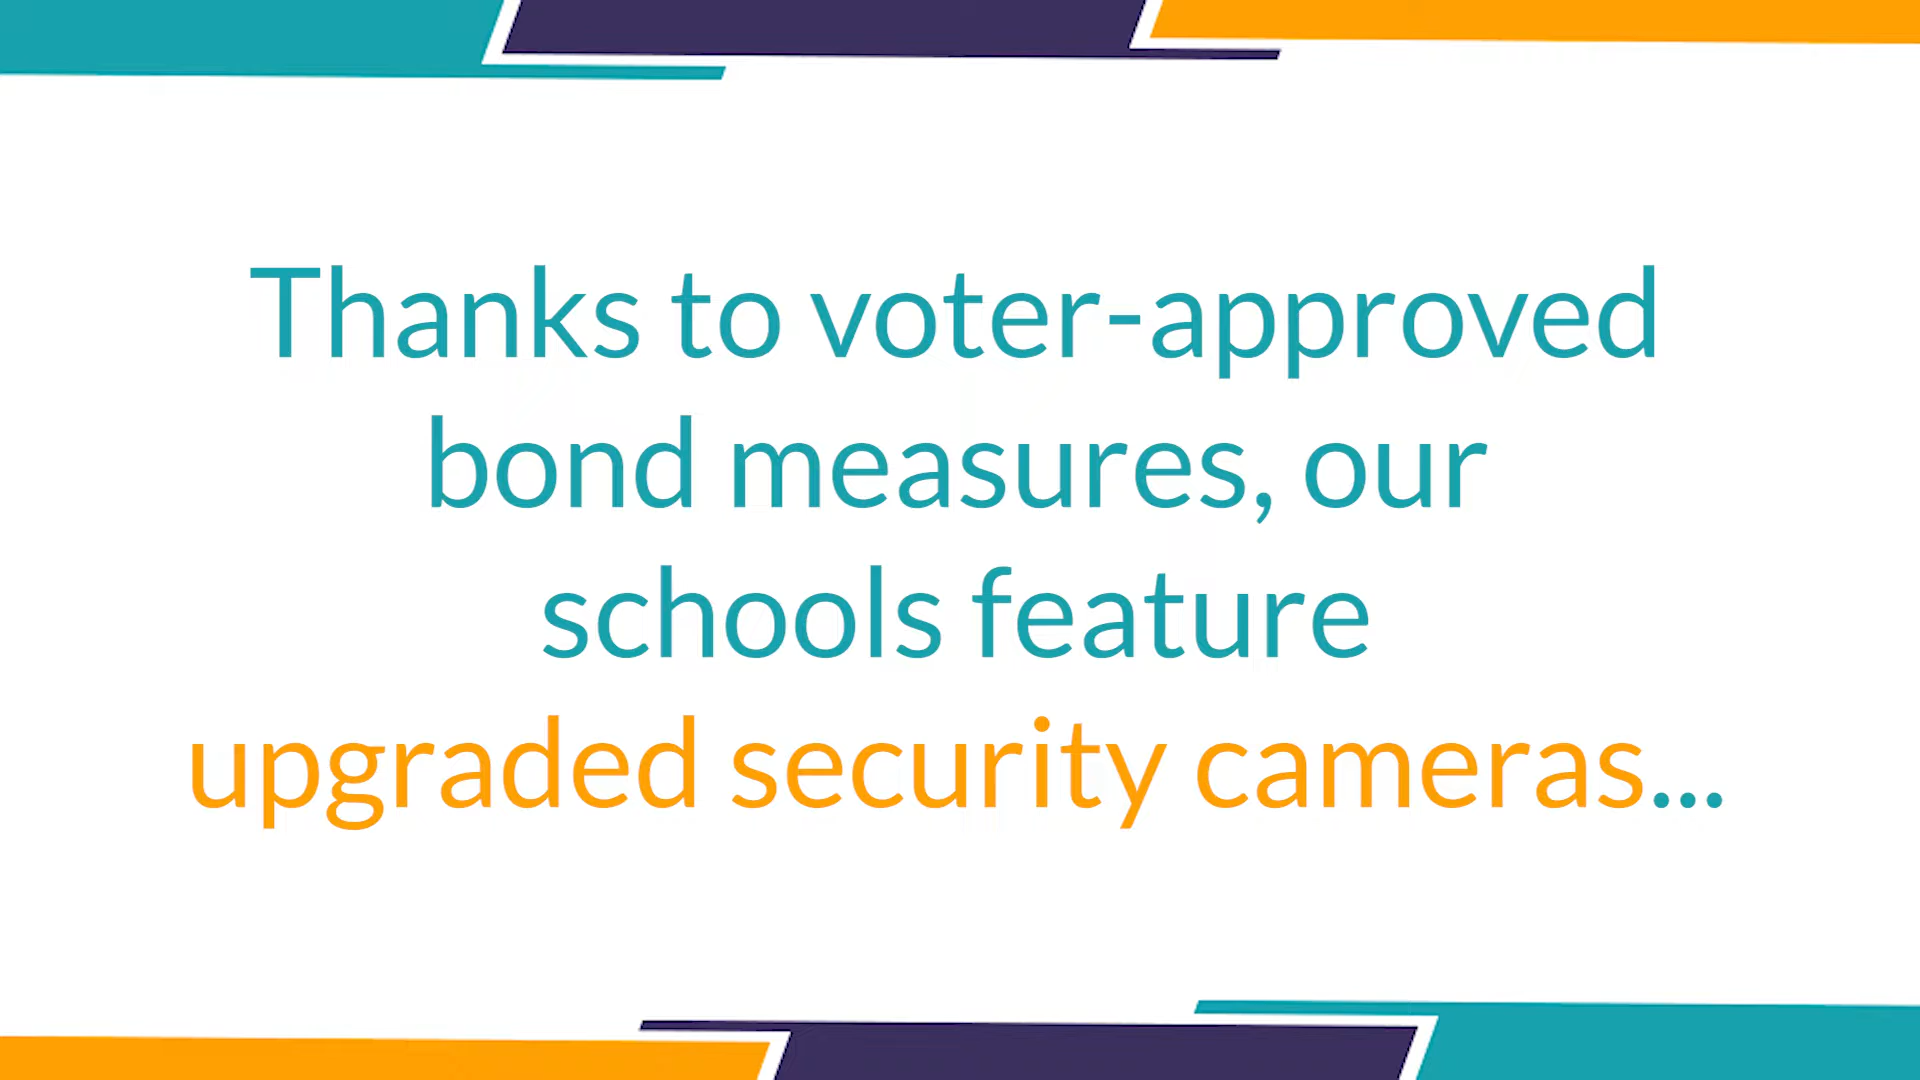 Thanks to voter-approved
bond measures, our
schools feature
upgraded security cameras...